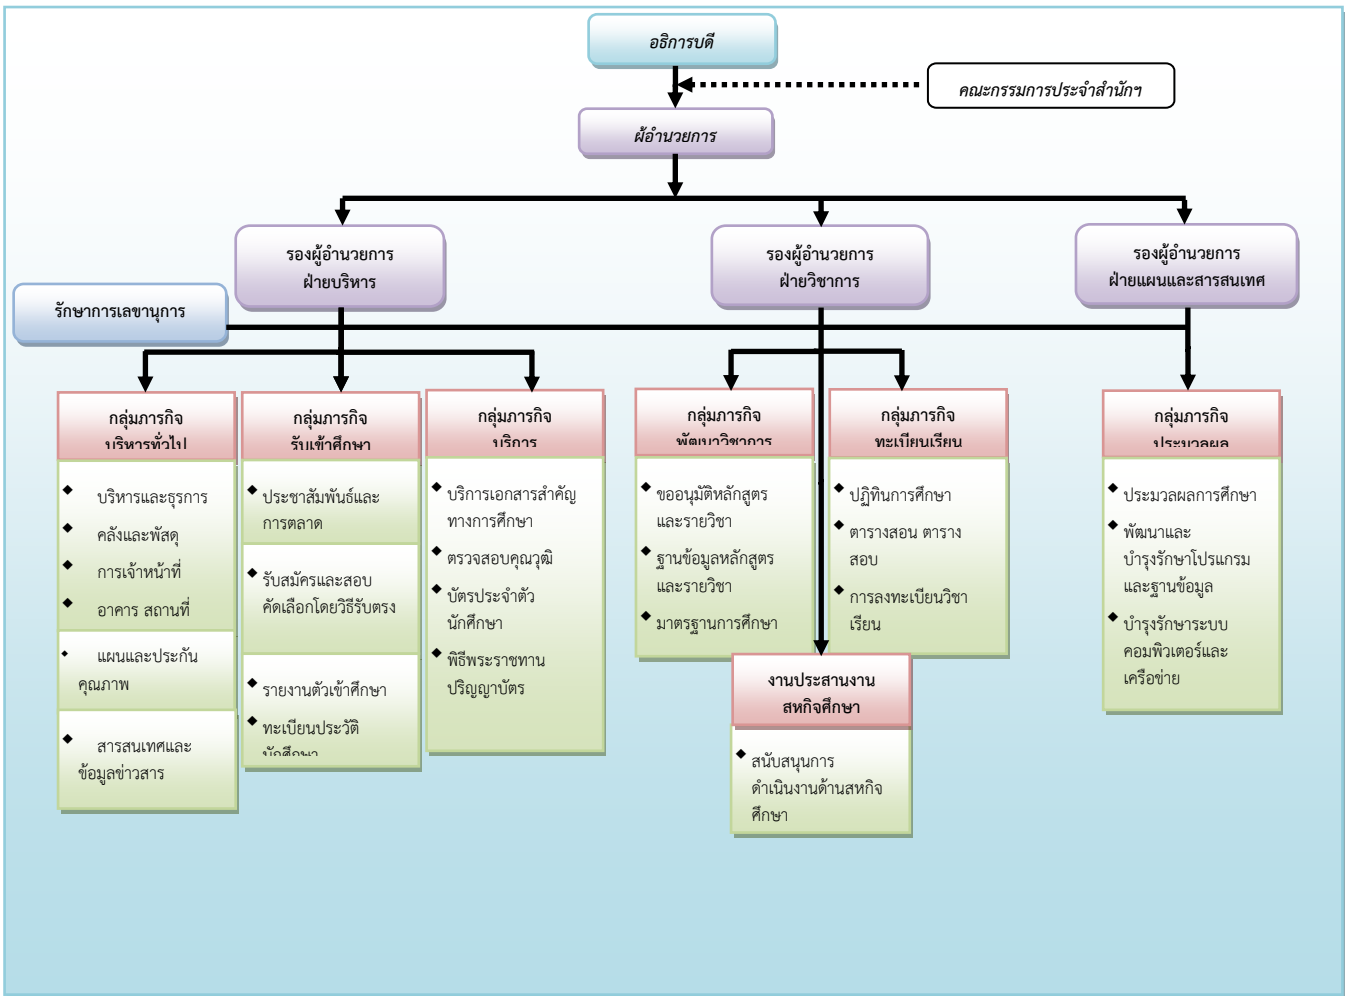 อธิการบดี
คณะกรรมการประจำสำนักฯ
ผู้อำนวยการ
รองผู้อำนวยการ
ฝ่ายบริหาร
รองผู้อำนวยการ
ฝ่ายวิชาการ
รองผู้อำนวยการ
ฝ่ายแผนและสารสนเทศ
รักษาการเลขานุการ
กลุ่มภารกิจ
บริหารทั่วไป
บริหารและธุรการ
คลังและพัสดุ
การเจ้าหน้าที่
อาคาร สถานที่
แผนและประกัน
คุณภาพ
สารสนเทศและ
ข้อมูลข่าวสาร
กลุ่มภารกิจ
รับเข้าศึกษา
ประชาสัมพันธ์และ
การตลาด
รับสมัครและสอบ
คัดเลือกโดยวิธีรับตรง
รายงานตัวเข้าศึกษา
ทะเบียนประวัติ
นักศึกษา
กลุ่มภารกิจ
บริการ
บริการเอกสารสำคัญ
ทางการศึกษา
ตรวจสอบคุณวุฒิ
บัตรประจำตัว
นักศึกษา
พิธีพระราชทาน
ปริญญาบัตร
กลุ่มภารกิจ
พัฒนาวิชาการ
ขออนุมัติหลักสูตร
และรายวิชา
ฐานข้อมูลหลักสูตร
และรายวิชา
มาตรฐานการศึกษา
กลุ่มภารกิจ
ทะเบียนเรียน
ปฏิทินการศึกษา
ตารางสอน ตาราง
สอบ
การลงทะเบียนวิชา
เรียน
งานประสานงาน
สหกิจศึกษา
สนับสนุนการ
ดำเนินงานด้านสหกิจ
ศึกษา
กลุ่มภารกิจ
ประมวลผล
ประมวลผลการศึกษา
พัฒนาและ
บำรุงรักษาโปรแกรม
และฐานข้อมูล
บำรุงรักษาระบบ
คอมพิวเตอร์และ
เครือข่าย